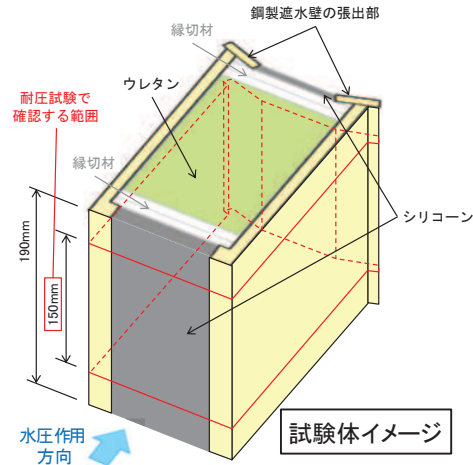 鋼製遮水壁の張出部
縁切材
ウレタン
耐圧試験で
確認する範囲
縁切材
シリコーン
190mm
150mm
水圧作用
方向
試験体イメージ